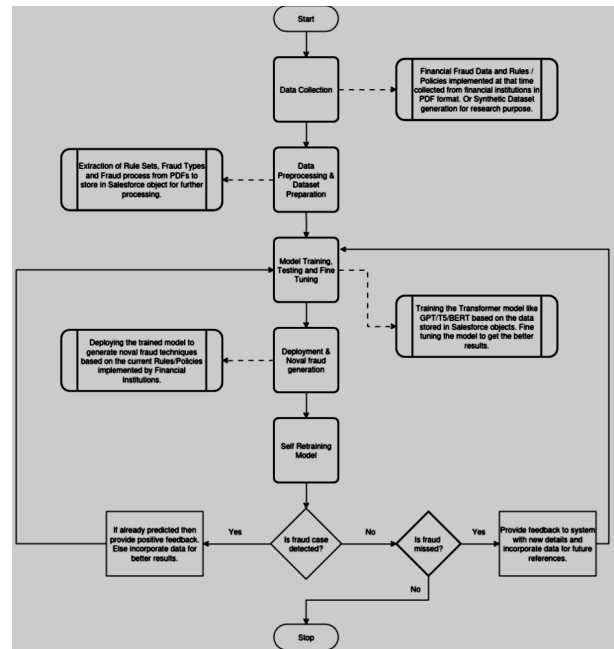 Start
Data Collection
Financial Fraud Data and Rules /
Policies implemented at that time
collected from financial institutions in
PDF format. Or Synthetic Dataset
generation for research purpose.
Data
Preprocessing &
Dataset
Preparation
Extraction of Rule Sets, Fraud Types
and Fraud process from PDFs to
store in Salesforce object for further
processing.
Model Training,
Testing and Fine
Tuning
Training the Transformer model like
GPT/T5/BERT based on the data
stored in Salesforce objects. Fine
tuning the model to get the better
results.
Deploying the trained model to
generate noval fraud techniques
based on the current Rules/Policies
implemented by Financial
Institutions.
Deployment &
Noval fraud
generation
Self Retraining
Model
If already predicted then
provide positive feedback.
Else incorporate data for
better results.
Yes
Is fraud case
detected?
No
Is fraud
missed?
Yes
Provide feedback to system
with new details and
incorporate data for future
references.
No
Stop